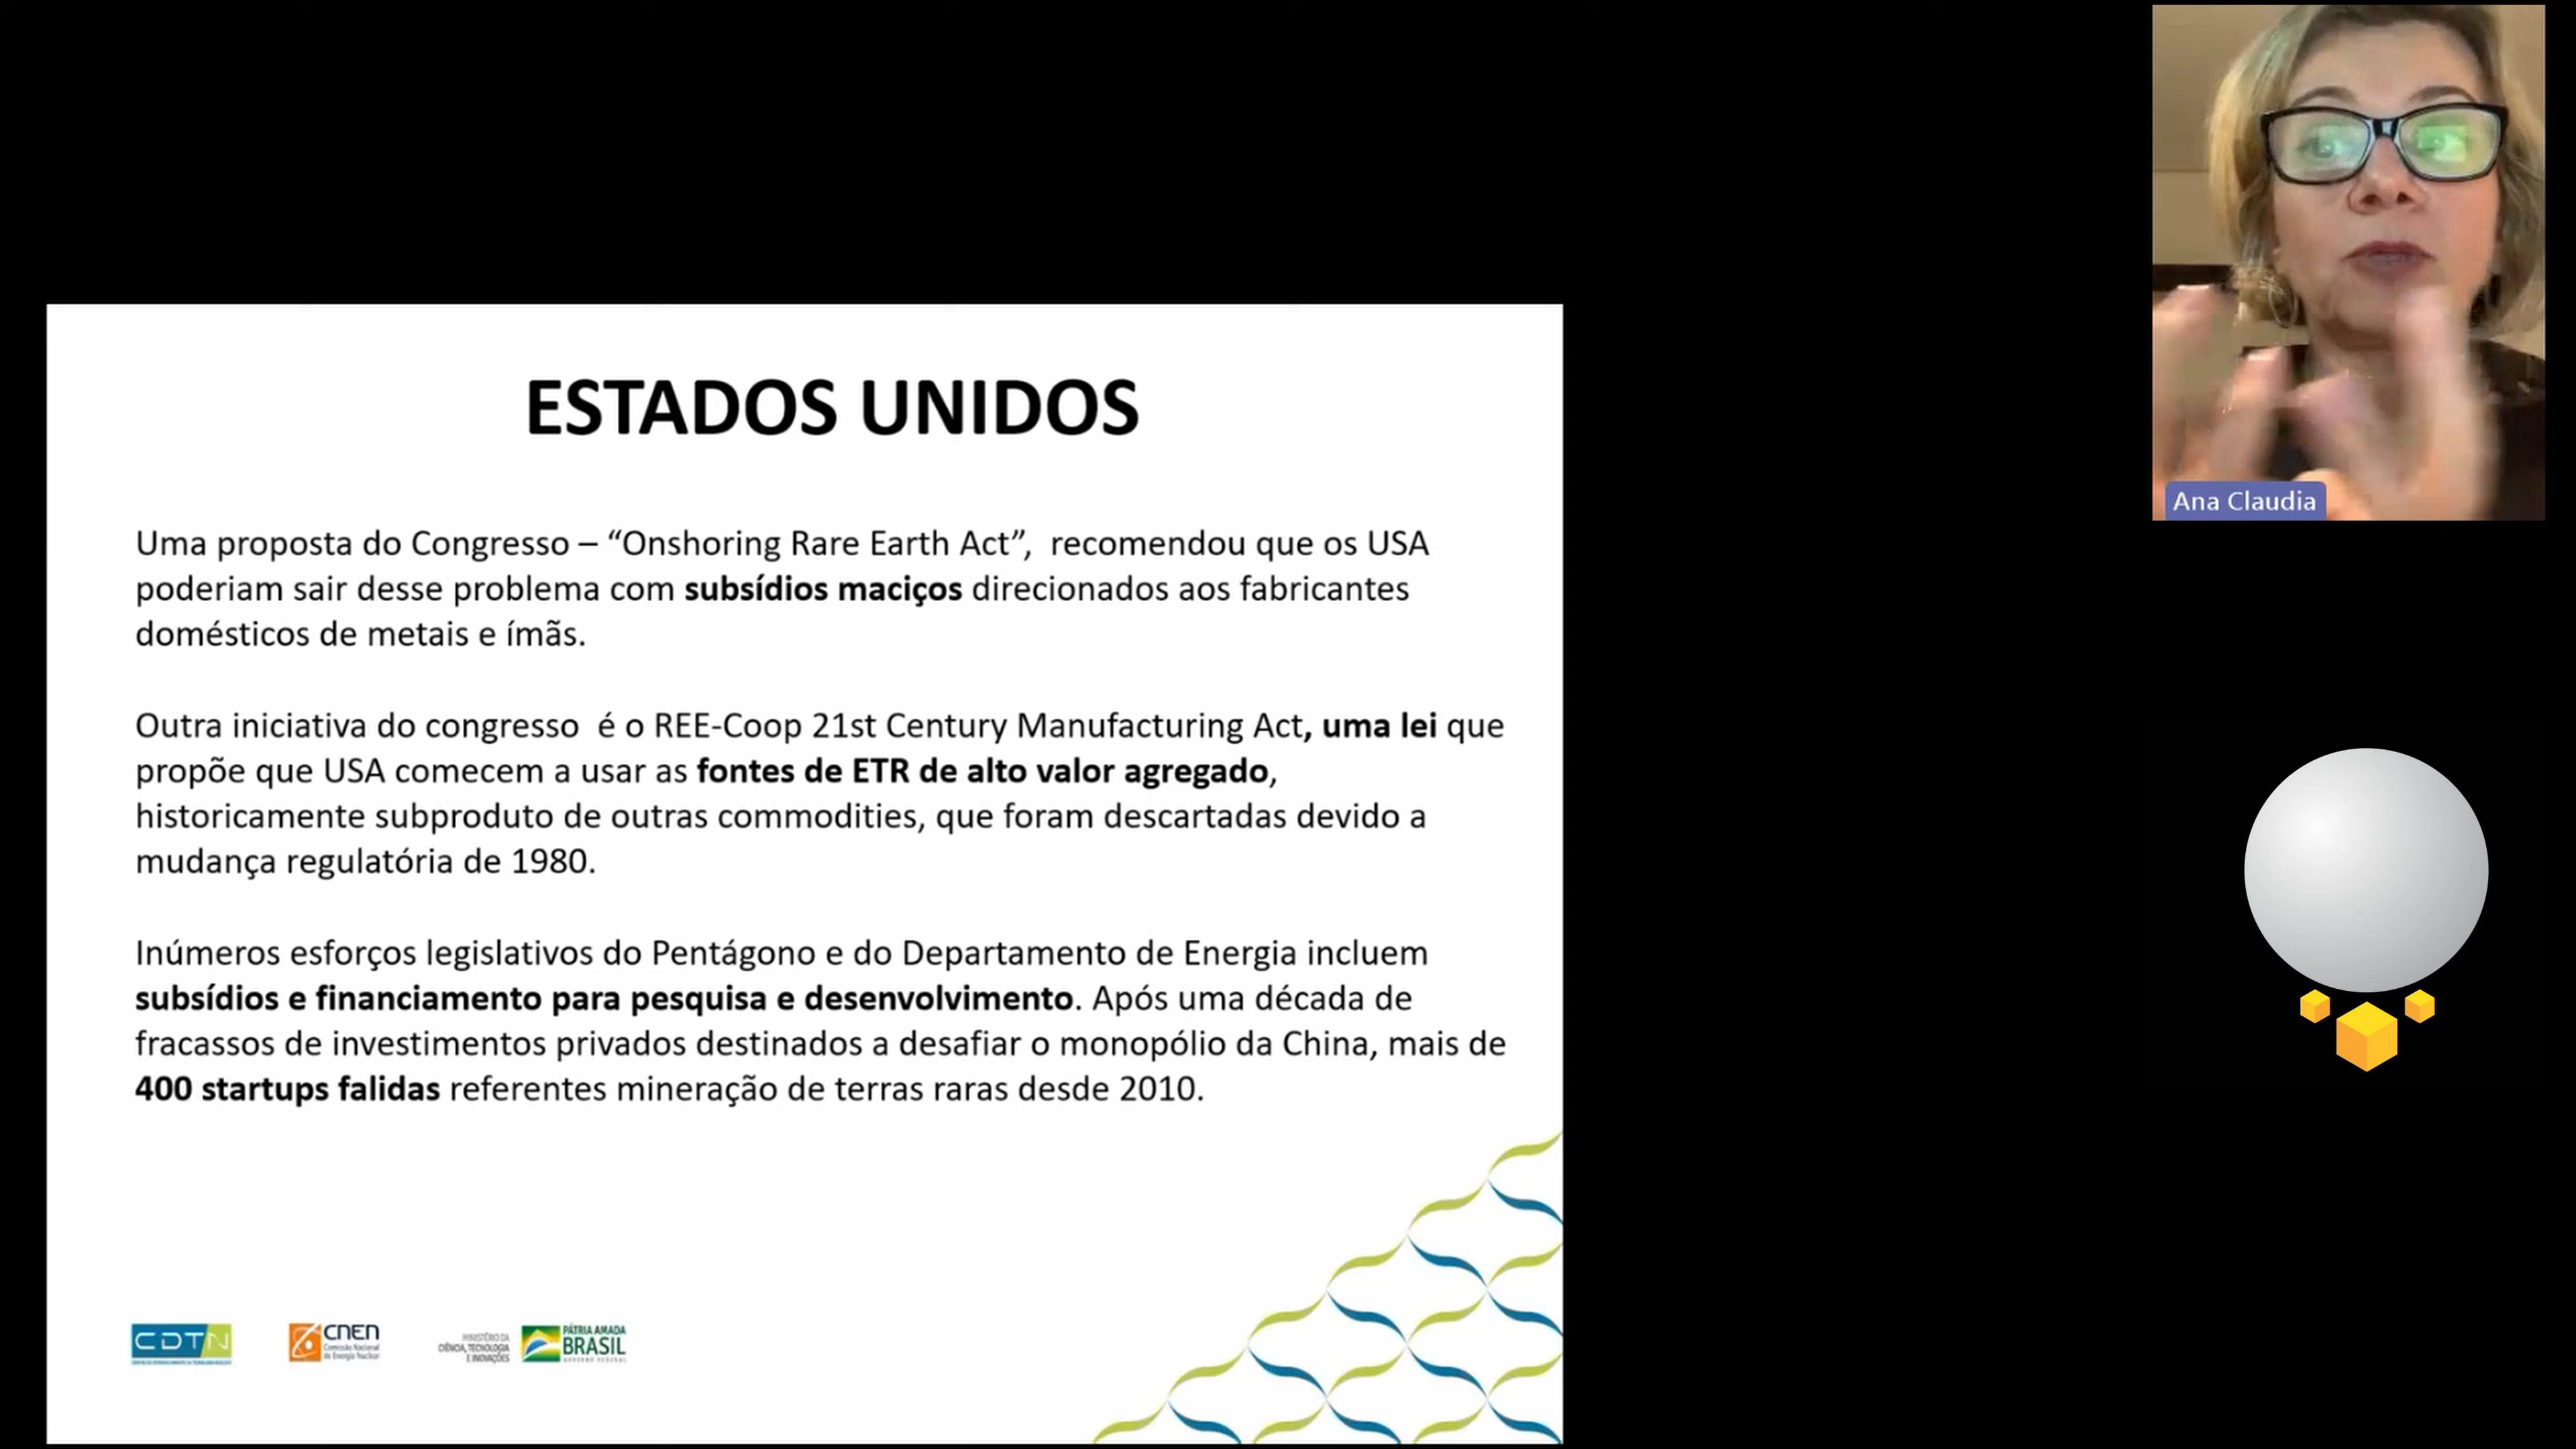 ESTADOS UNIDOS
Uma proposta do Congresso – “Onshoring Rare Earth Act”,  recomendou que os USA
poderiam sair desse problema com subsídios maciços direcionados aos fabricantes
domésticos de metais e ímãs.
Outra iniciativa do congresso  é o REE-Coop 21st Century Manufacturing Act, uma lei que
propõe que USA comecem a usar as fontes de ETR de alto valor agregado,
historicamente subproduto de outras commodities, que foram descartadas devido a
mudança regulatória de 1980.
Inúmeros esforços legislativos do Pentágono e do Departamento de Energia incluem
subsídios e financiamento para pesquisa e desenvolvimento. Após uma década de
fracassos de investimentos privados destinados a desafiar o monopólio da China, mais de
400 startups falidas referentes mineração de terras raras desde 2010.
CDTN
CNEN
Comissão Nacional
de Energia Nuclear
MINISTÉRIO DA
CIÊNCIA, TECNOLOGIA
E INOVAÇÕES
PÁTRIA AMADA
BRASIL
GOVERNO FEDERAL
Ana Claudia